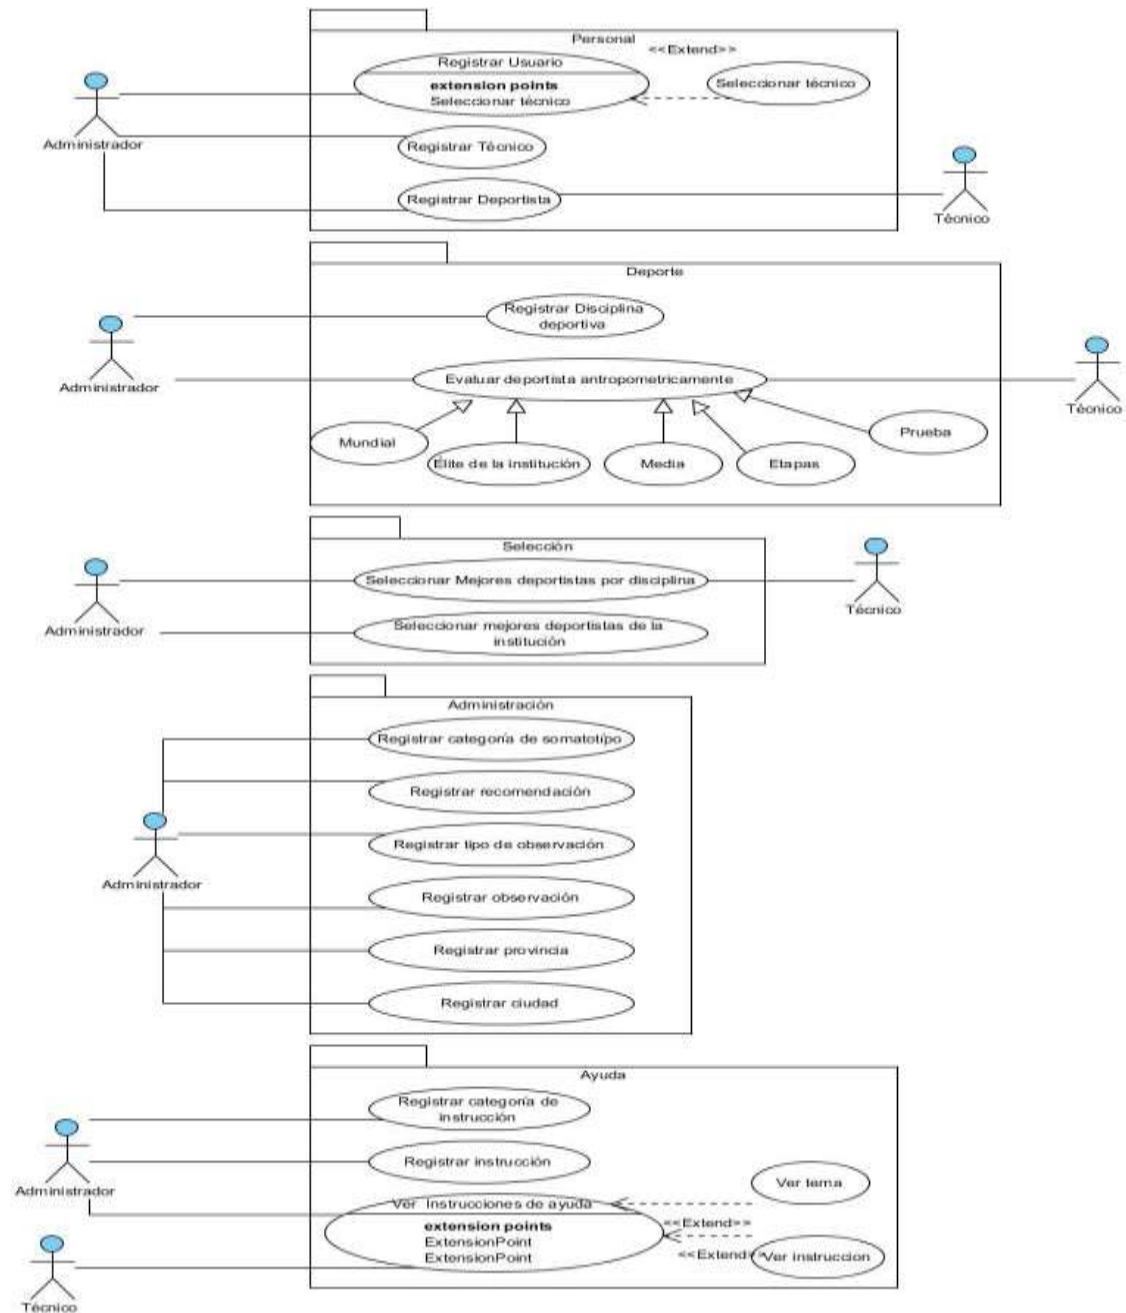 Personal
<<Extend>>
Registrar Usuario
extension points
Seleccionar técnico
Seleccionar técnico
Administrador
Registrar Técnico
Registrar Deportista
Técnico
Deporte
Registrar Disciplina
deportiva
Administrador
Evaluar deportista antropometricamente
Técnico
Mundial
Élite de la institución
Media
Etapas
Prueba
Selección
Seleccionar Mejores deportistas por disciplina
Administrador
Técnico
Seleccionar mejores deportistas de la
institución
Administración
Registrar categoría de somatotipo
Registrar recomendación
Registrar tipo de observación
Administrador
Registrar observación
Registrar provincia
Registrar ciudad
Ayuda
Registrar categoría de
instrucción
Registrar instrucción
Administrador
Ver tema
Ver Instrucciones de ayuda
extension points
ExtensionPoint
ExtensionPoint
<<Extend>>
<<Extend>>
Ver instruccion
Técnico